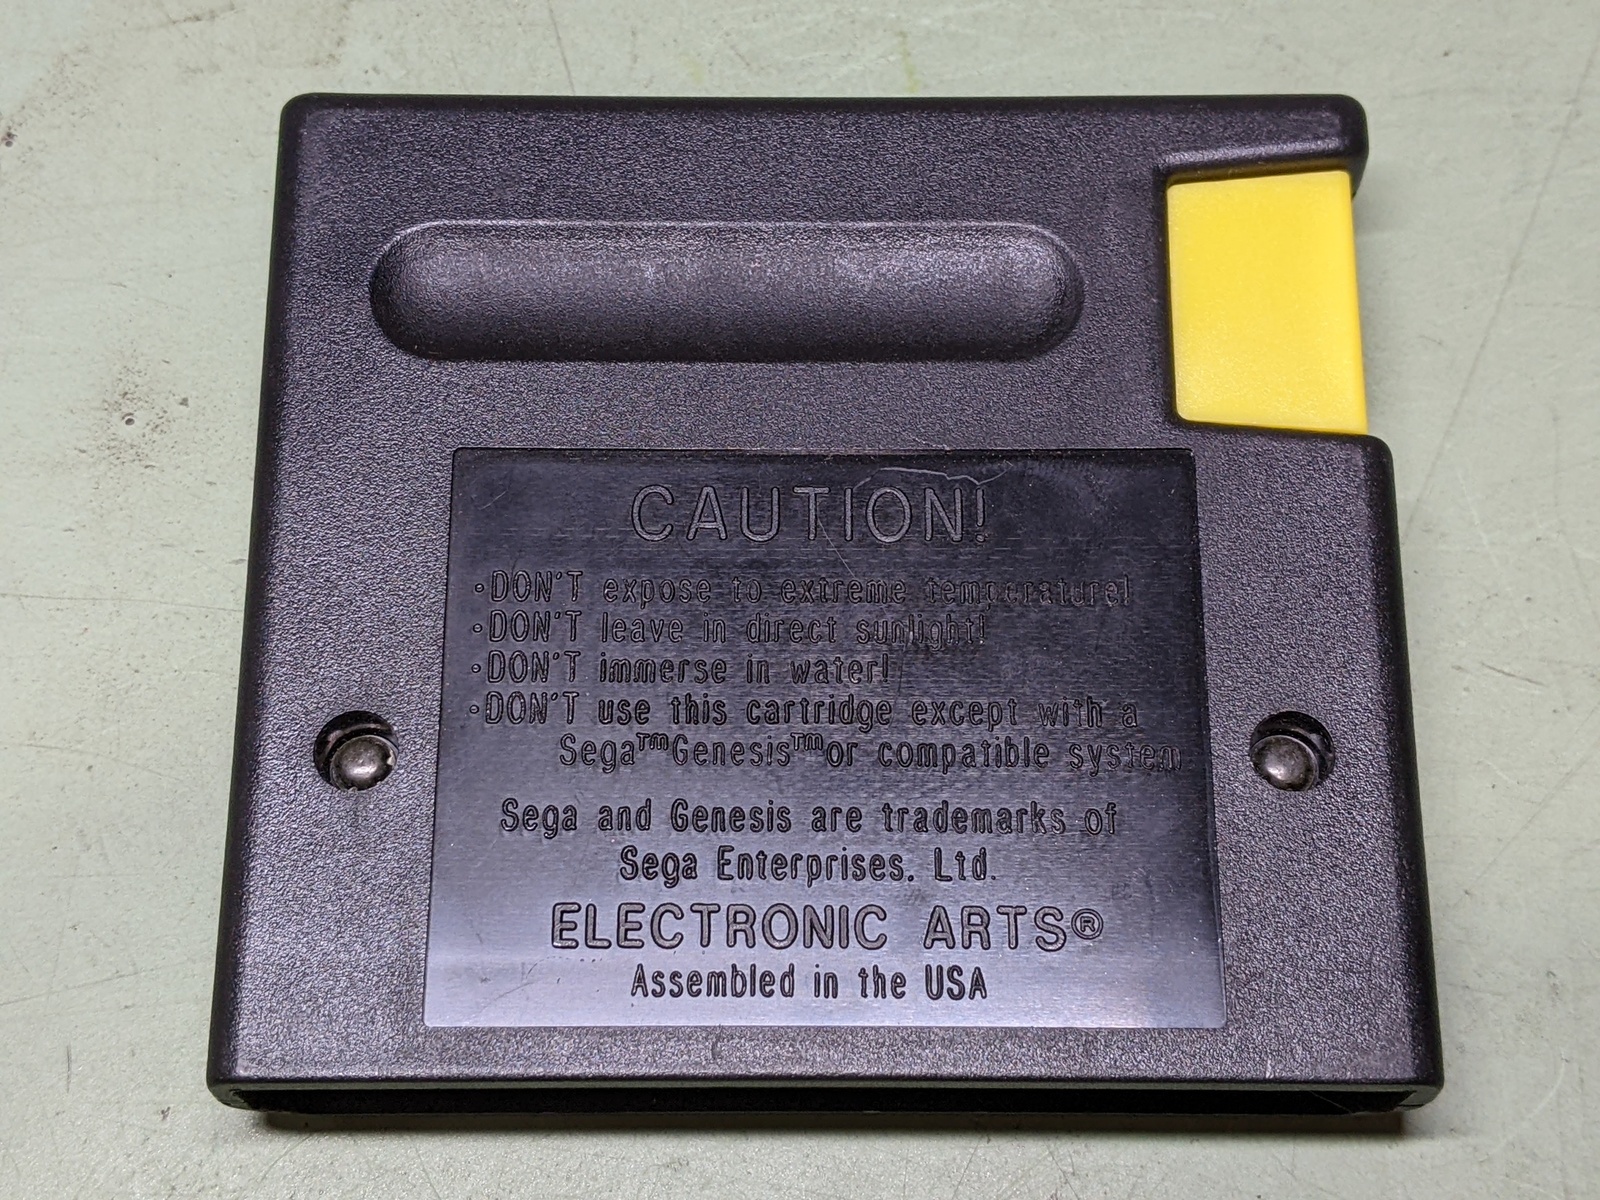 CAUTION!
•DON'T expose to extreme temperature!
•DON'T leave in direct sunlight!
•DON'T immerse in water!
•DON'T use this cartridge except with a
Sega™Genesis™or compatible system
Sega and Genesis are trademarks of
Sega Enterprises. Ltd.
ELECTRONIC ARTS®
Assembled in the USA